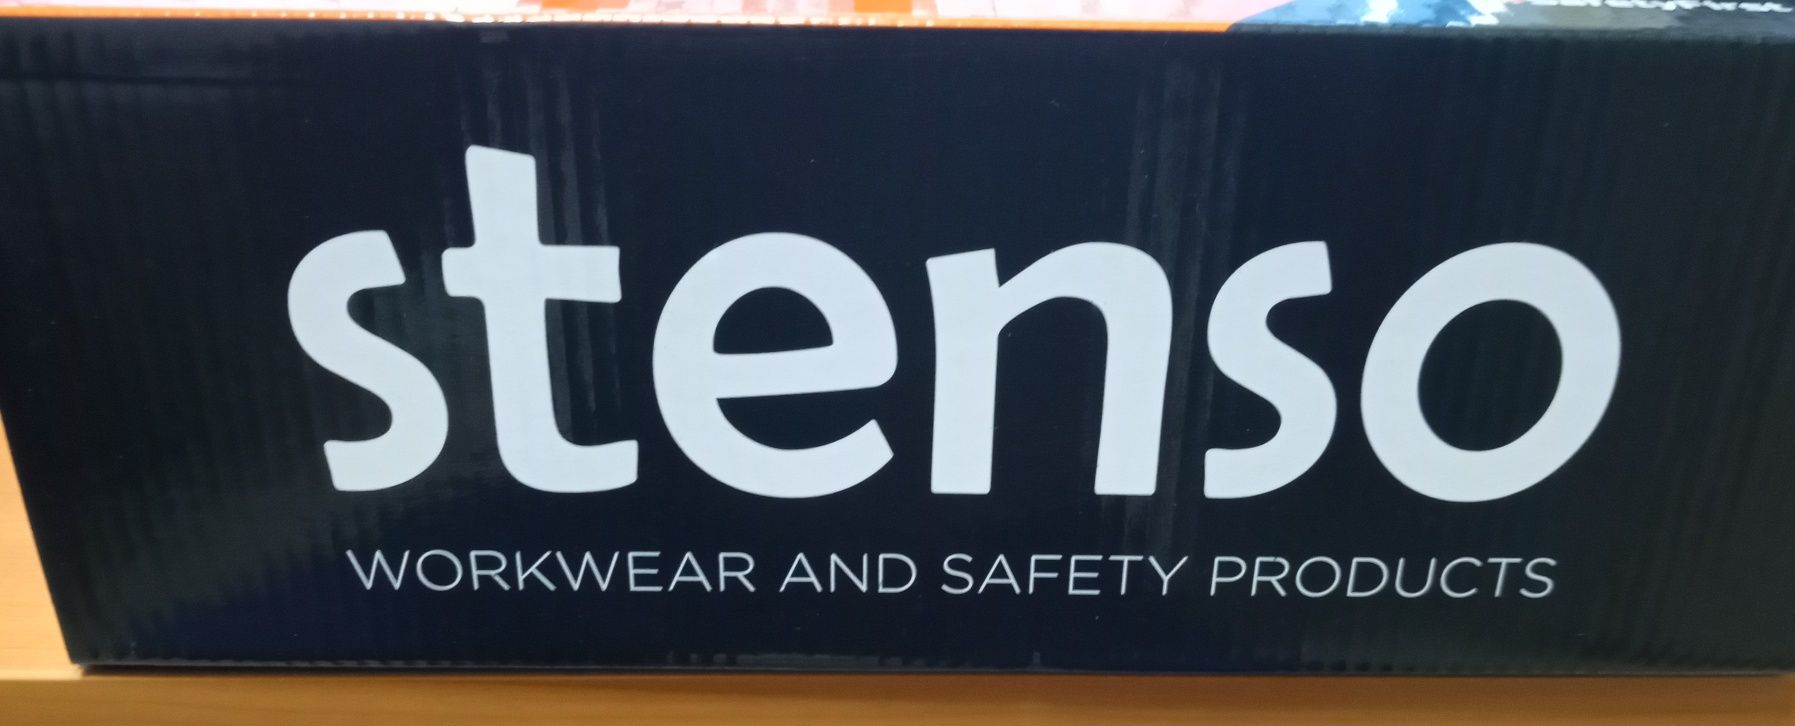 stenso
WORKWEAR AND SAFETY PRODUCTS